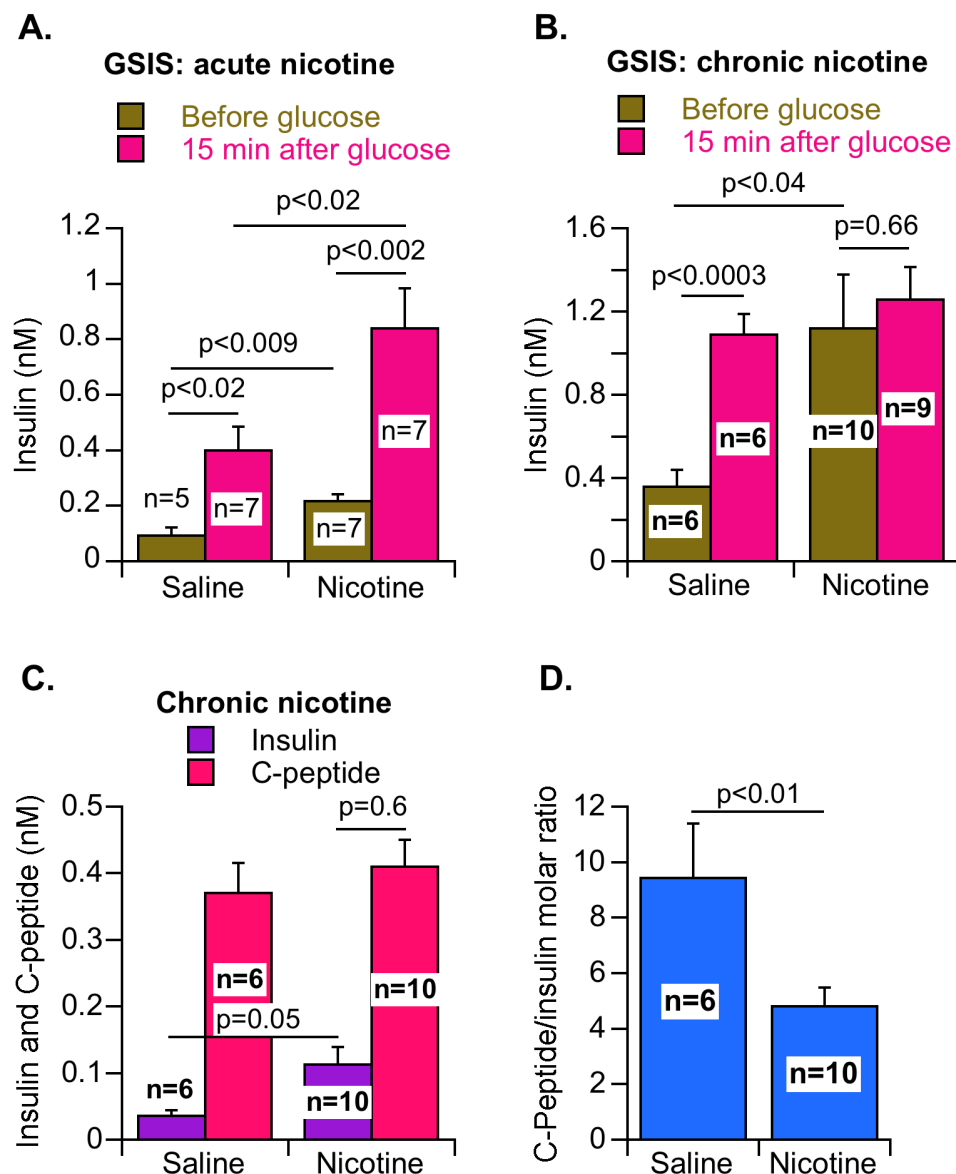 A.
GSIS: acute nicotine
Before glucose
15 min after glucose
p<0.02
p<0.002
p<0.009
p<0.02
Insulin (nM)
1.2
1
0.8
0.6
0.4
0.2
0
n=5
n=7
n=7
n=7
Saline
Nicotine
B.
GSIS: chronic nicotine
Before glucose
15 min after glucose
p<0.04
p=0.66
p<0.0003
Insulin (nM)
1.6
1.2
0.8
0.4
0
n=6
n=6
n=10
n=9
Saline
Nicotine
C.
Chronic nicotine
Insulin
C-peptide
p=0.6
p=0.05
Insulin and C-peptide (nM)
0.5
0.4
0.3
0.2
0.1
0
n=6
n=6
n=10
n=10
Saline
Nicotine
D.
p<0.01
C-Peptide/insulin molar ratio
12
10
8
6
4
2
0
n=6
n=10
Saline
Nicotine